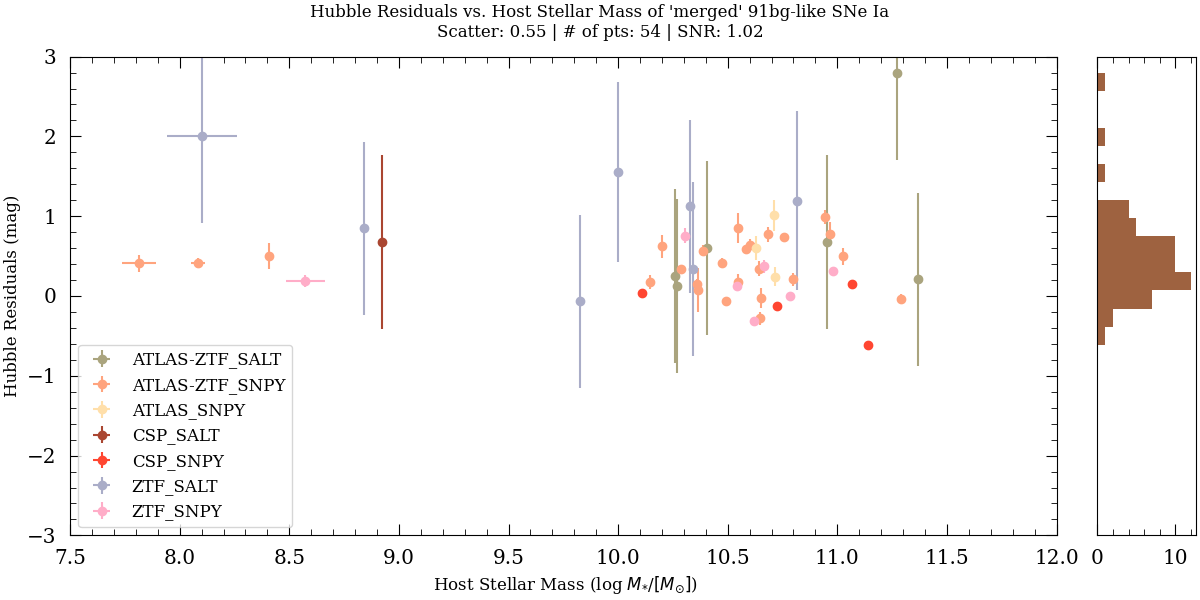 Hubble Residuals vs. Host Stellar Mass of 'merged' 91bg-like SNe Ia
Scatter: 0.55 | # of pts: 54 | SNR: 1.02
Hubble Residuals (mag)
3
2
1
0
−1
−2
−3
ATLAS-ZTF_SALT
ATLAS-ZTF_SNPY
ATLAS_SNPY
CSP_SALT
CSP_SNPY
ZTF_SALT
ZTF_SNPY
7.5 8.0 8.5 9.0 9.5 10.0 10.5 11.0 11.5 12.0
Host Stellar Mass (log M*/[M⊙])
0 10